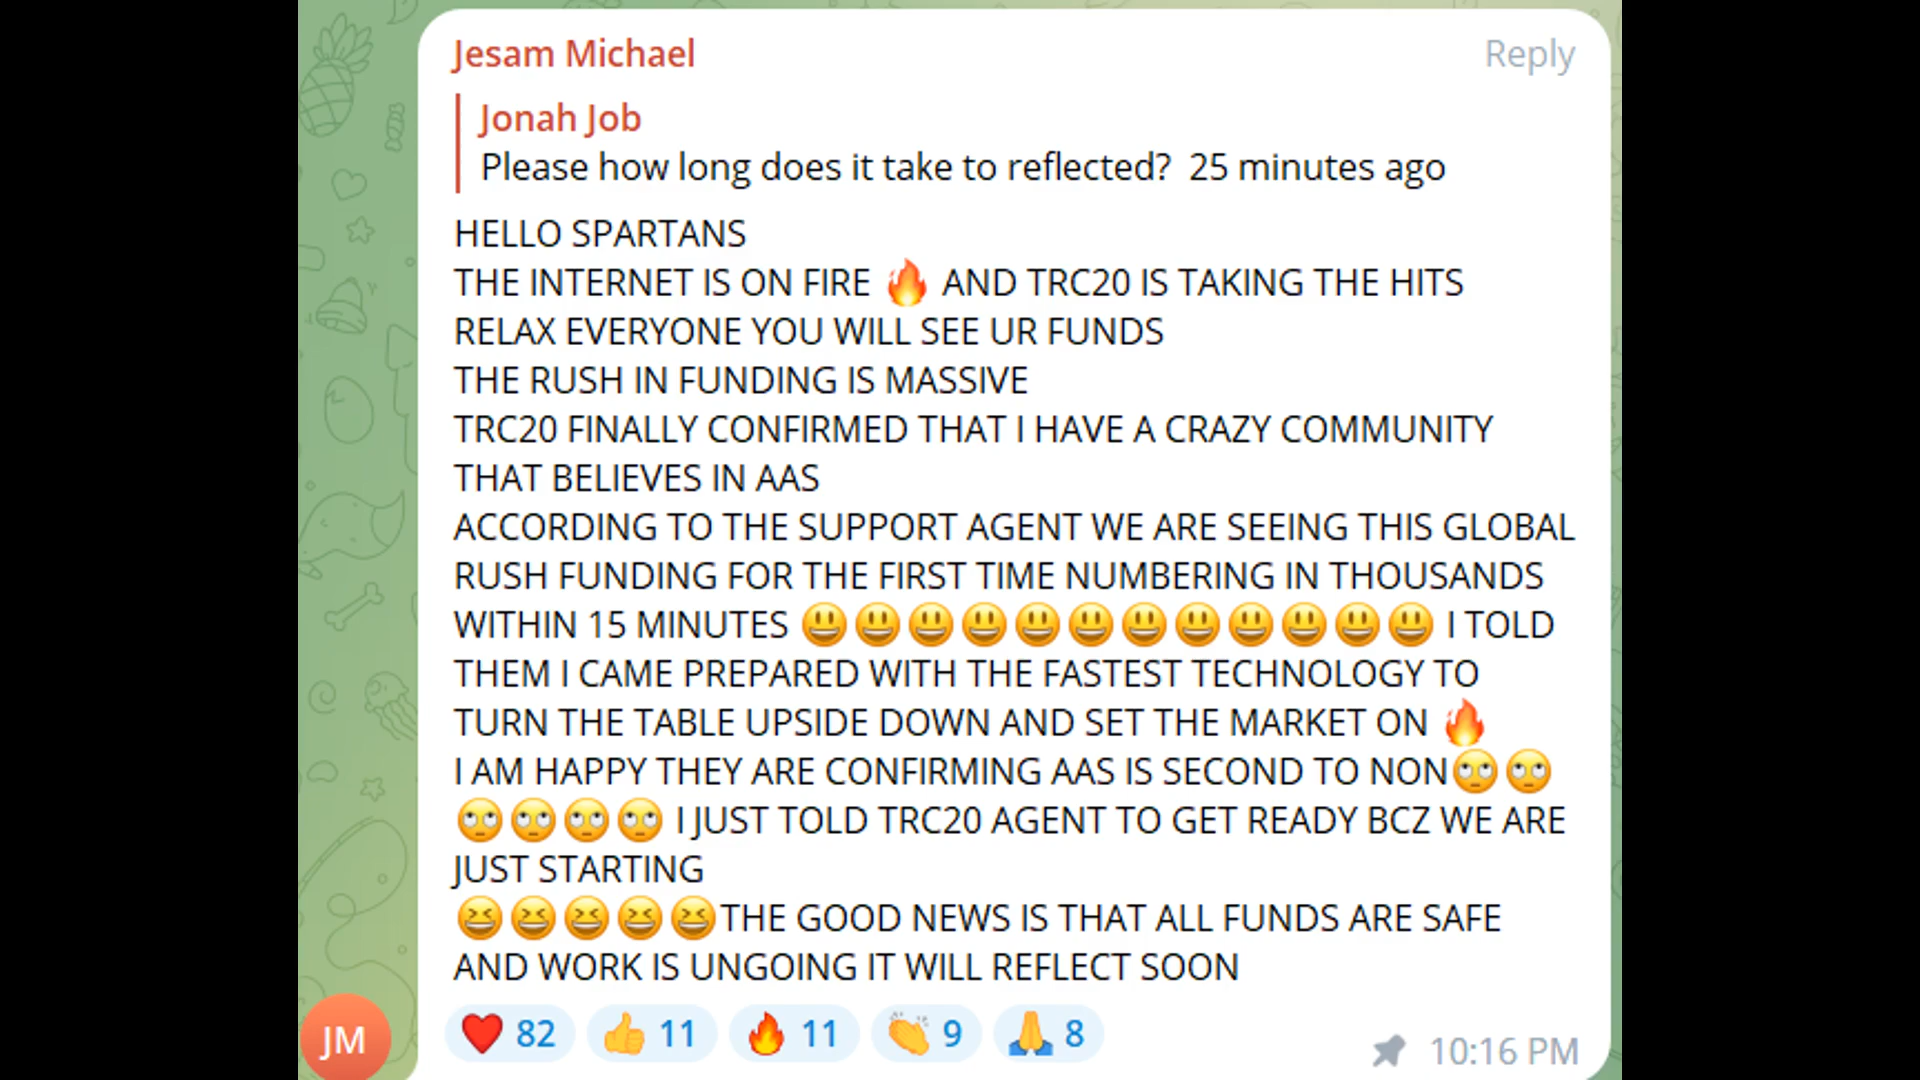 Jesam Michael Reply
Jonah Job
Please how long does it take to reflected? 25 minutes ago
HELLO SPARTANS
THE INTERNET IS ON FIRE 🔥 AND TRC20 IS TAKING THE HITS
RELAX EVERYONE YOU WILL SEE UR FUNDS
THE RUSH IN FUNDING IS MASSIVE
TRC20 FINALLY CONFIRMED THAT I HAVE A CRAZY COMMUNITY
THAT BELIEVES IN AAS
ACCORDING TO THE SUPPORT AGENT WE ARE SEEING THIS GLOBAL
RUSH FUNDING FOR THE FIRST TIME NUMBERING IN THOUSANDS
WITHIN 15 MINUTES 😃😃😃😃😃😃😃😃😃😃😃😃 I TOLD
THEM I CAME PREPARED WITH THE FASTEST TECHNOLOGY TO
TURN THE TABLE UPSIDE DOWN AND SET THE MARKET ON 🔥
I AM HAPPY THEY ARE CONFIRMING AAS IS SECOND TO NON🙄🙄
🙄🙄🙄🙄 I JUST TOLD TRC20 AGENT TO GET READY BCZ WE ARE
JUST STARTING
😆😆😆😆😆THE GOOD NEWS IS THAT ALL FUNDS ARE SAFE
AND WORK IS UNGOING IT WILL REFLECT SOON
JM ❤️ 82 👍 11 🔥 11 👏 9 🙏 8 10:16 PM